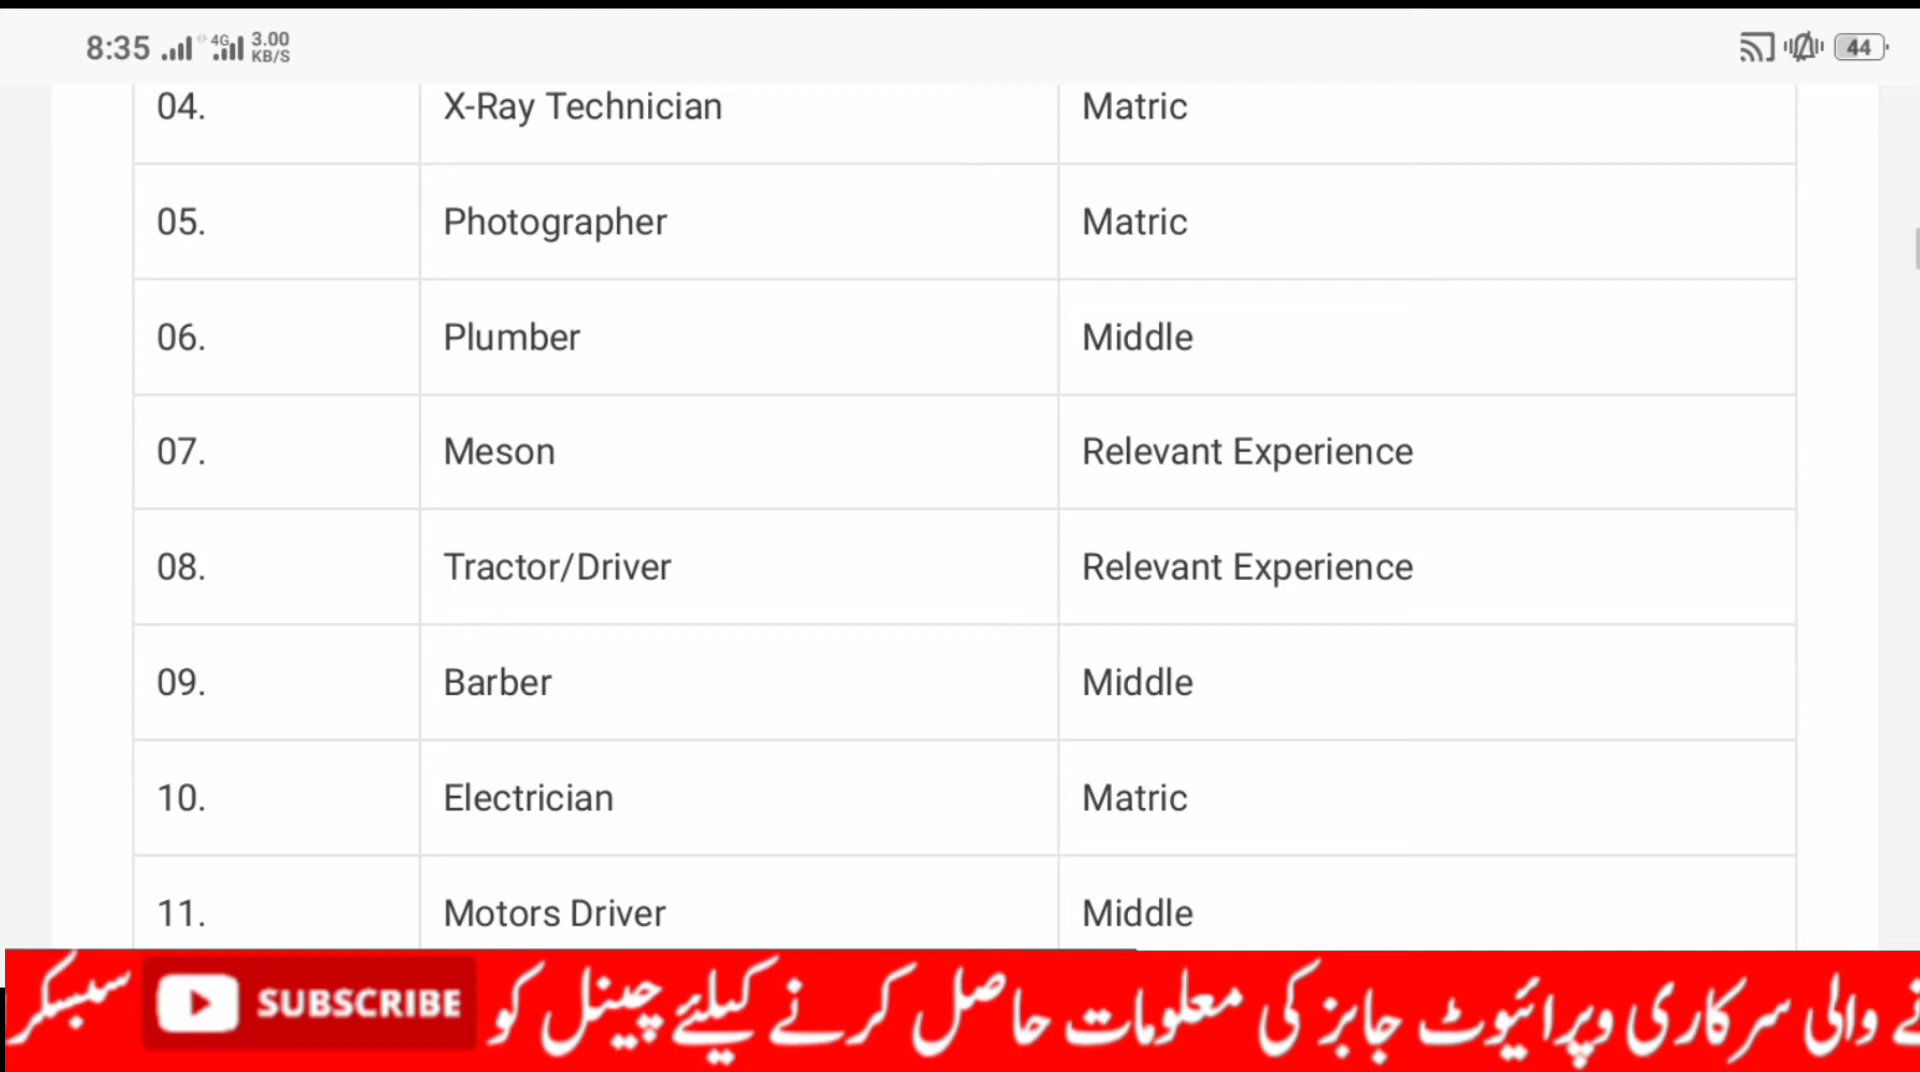 8:35 4G 3.00 KB/S 44
04. X-Ray Technician Matric
05. Photographer Matric
06. Plumber Middle
07. Meson Relevant Experience
08. Tractor/Driver Relevant Experience
09. Barber Middle
10. Electrician Matric
11. Motors Driver Middle
والی سرکاری وپرائیوٹ جابز کی معلومات حاصل کرنے کیلئے چینل کو SUBSCRIBE